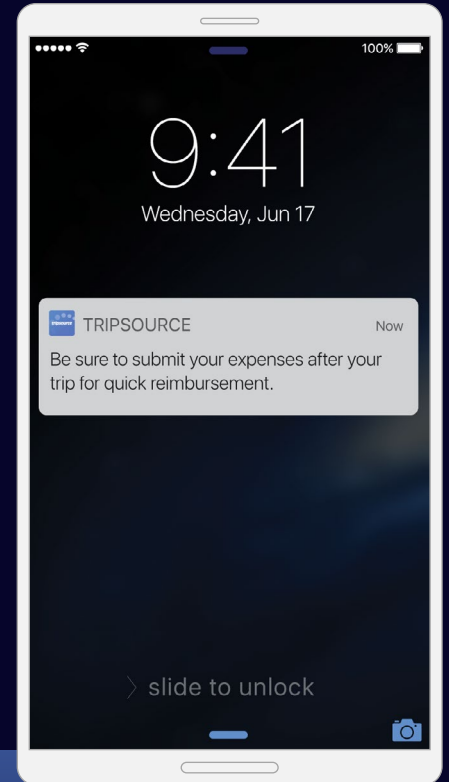 100%
9:41
Wednesday, Jun 17
TRIPSOURCE
Now
Be sure to submit your expenses after your
trip for quick reimbursement.
> slide to unlock